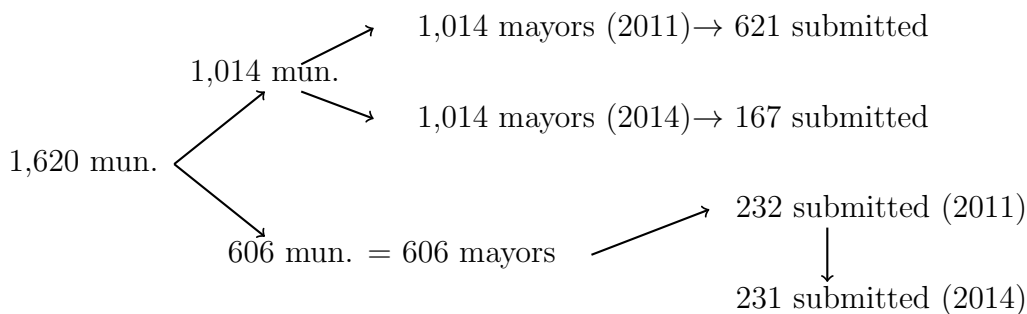 1,014 mayors (2011)→ 621 submitted
1,014 mun.
1,014 mayors (2014)→ 167 submitted
1,620 mun.
232 submitted (2011)
606 mun. = 606 mayors
231 submitted (2014)